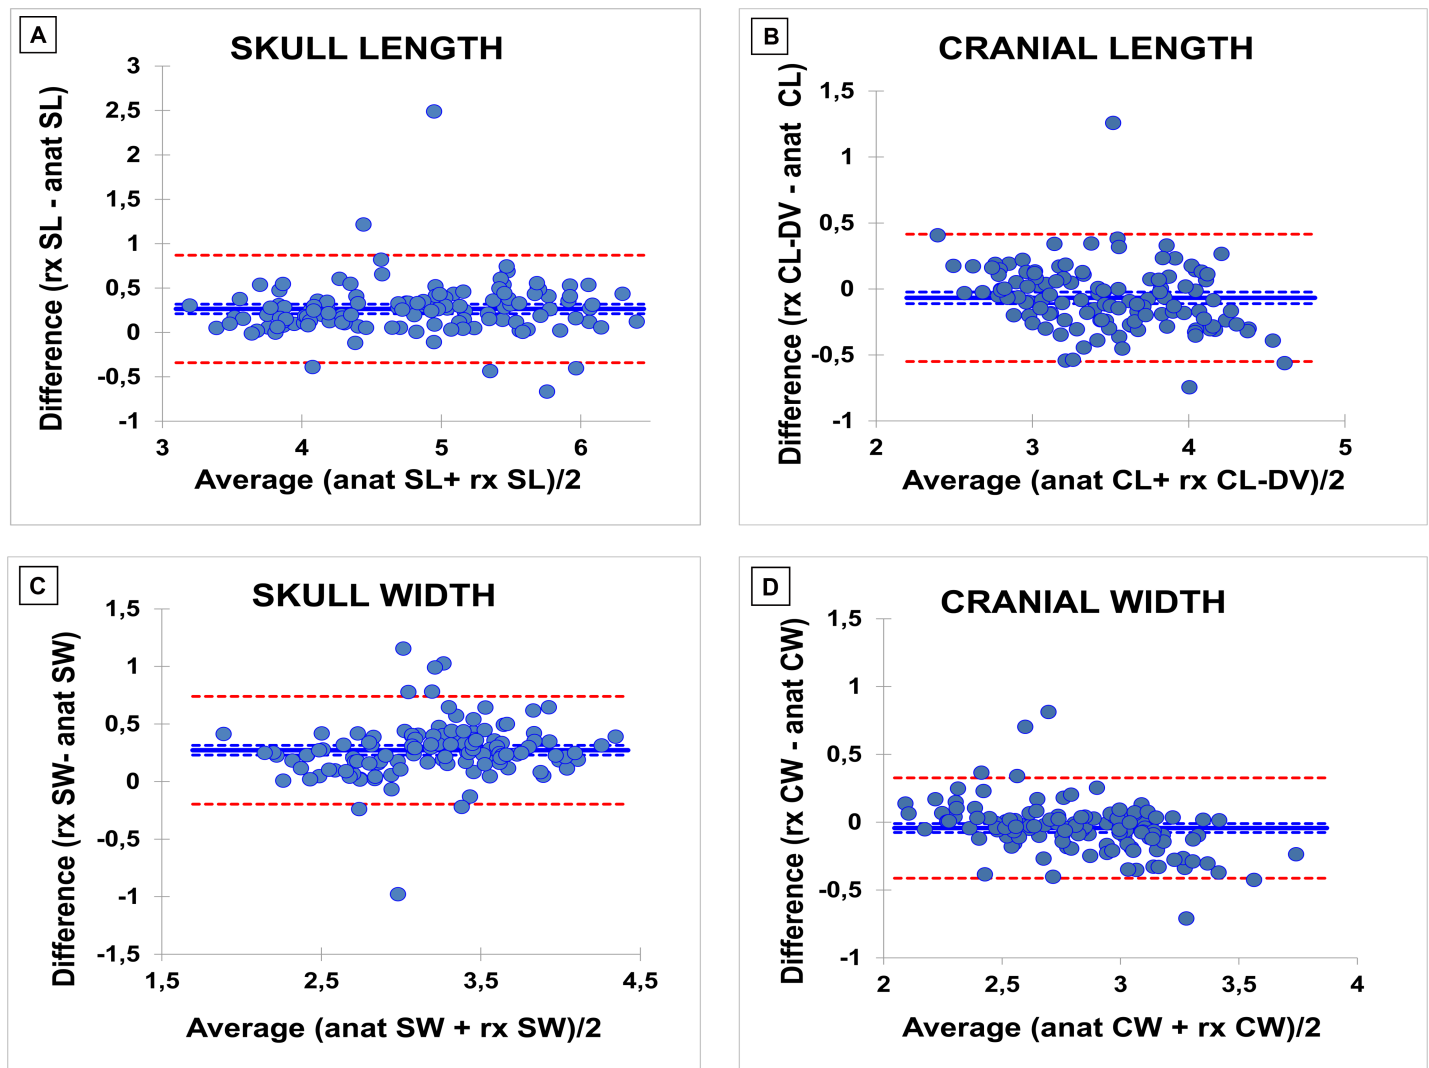 A
SKULL LENGTH
Difference (rx SL - anat SL)
3
2,5
2
1,5
1
0,5
0
-0,5
-1
3 4 5 6
Average (anat SL+ rx SL)/2
B
CRANIAL LENGTH
Difference (rx CL-DV - anat CL)
1,5
1
0,5
0
-0,5
-1
2 3 4 5
Average (anat CL+ rx CL-DV)/2
C
SKULL WIDTH
Difference (rx SW- anat SW)
1,5
1
0,5
0
-0,5
-1
-1,5
1,5 2,5 3,5 4,5
Average (anat SW + rx SW)/2
D
CRANIAL WIDTH
Difference (rx CW - anat CW)
1,5
1
0,5
0
-0,5
-1
2 2,5 3 3,5 4
Average (anat CW + rx CW)/2